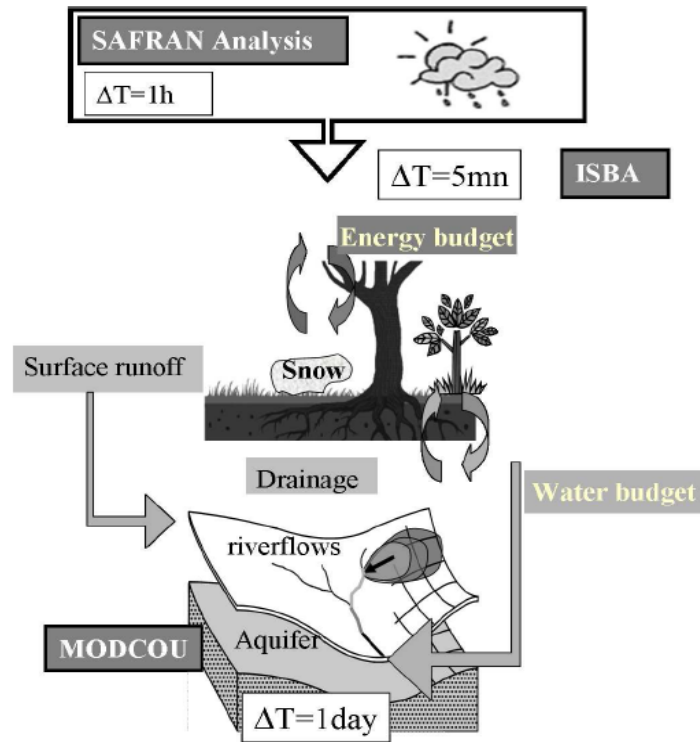 SAFRAN Analysis
ΔT=1h
ΔT=5mn
ISBA
Energy budget
Snow
Surface runoff
Drainage
Water budget
riverflows
Aquifer
MODCOU
ΔT=1day